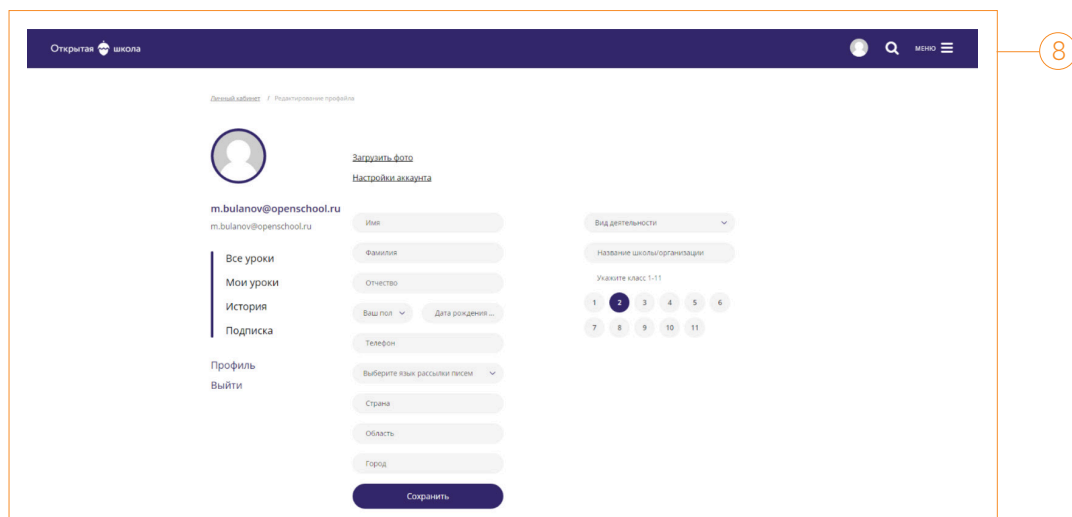 Открытая школа
МЕНЮ
8
Личный кабинет / Редактирование профайла
Загрузить фото
Настройки аккаунта
m.bulanov@openschool.ru
m.bulanov@openschool.ru
Все уроки
Мои уроки
История
Подписка
Профиль
Выйти
Имя
Фамилия
Отчество
Ваш пол
Дата рождения ...
Телефон
Выберите язык рассылки писем
Страна
Область
Город
Сохранить
Вид деятельности
Название школы/организации
Укажите класс 1-11
1 2 3 4 5 6
7 8 9 10 11